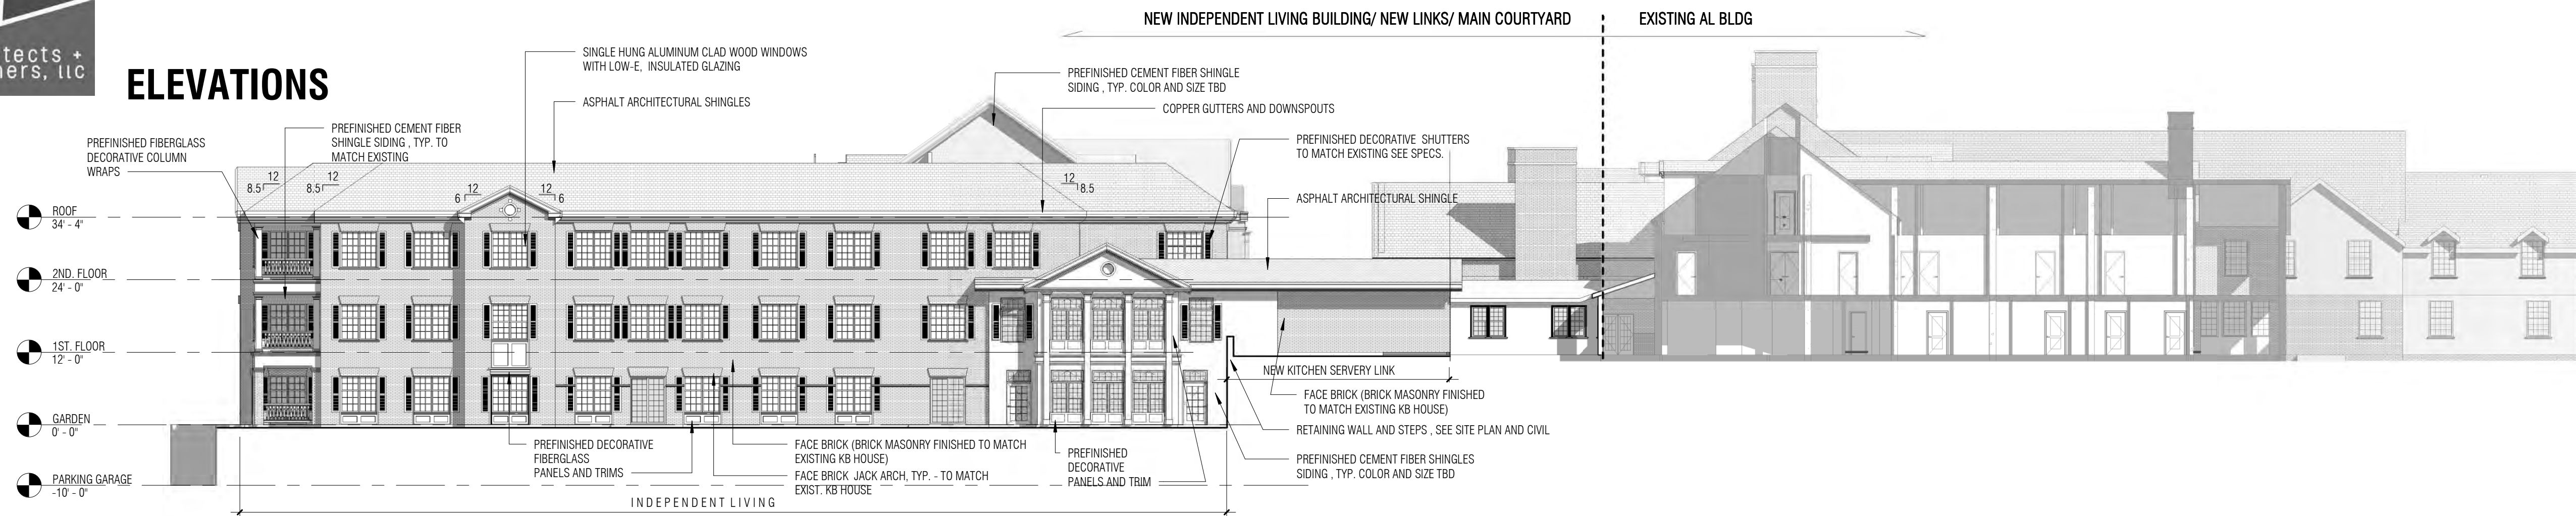 tects +
ners, llc
ELEVATIONS
NEW INDEPENDENT LIVING BUILDING/ NEW LINKS/ MAIN COURTYARD
EXISTING AL BLDG
SINGLE HUNG ALUMINUM CLAD WOOD WINDOWS
WITH LOW-E, INSULATED GLAZING
ASPHALT ARCHITECTURAL SHINGLES
PREFINISHED CEMENT FIBER SHINGLE
SIDING , TYP. COLOR AND SIZE TBD
COPPER GUTTERS AND DOWNSPOUTS
PREFINISHED CEMENT FIBER
SHINGLE SIDING , TYP. TO
MATCH EXISTING
PREFINISHED FIBERGLASS
DECORATIVE COLUMN
WRAPS
PREFINISHED DECORATIVE SHUTTERS
TO MATCH EXISTING SEE SPECS.
ASPHALT ARCHITECTURAL SHINGLE
12
8.5
12
8.5
12
6
12
6
12
8.5
ROOF
34' - 4"
2ND. FLOOR
24' - 0"
1ST. FLOOR
12' - 0"
GARDEN
0' - 0"
PARKING GARAGE
-10' - 0"
NEW KITCHEN SERVERY LINK
FACE BRICK (BRICK MASONRY FINISHED
TO MATCH EXISTING KB HOUSE)
RETAINING WALL AND STEPS , SEE SITE PLAN AND CIVIL
PREFINISHED CEMENT FIBER SHINGLES
SIDING , TYP. COLOR AND SIZE TBD
PREFINISHED DECORATIVE
FIBERGLASS
PANELS AND TRIMS
FACE BRICK (BRICK MASONRY FINISHED TO MATCH
EXISTING KB HOUSE)
FACE BRICK JACK ARCH, TYP. - TO MATCH
EXIST. KB HOUSE
PREFINISHED
DECORATIVE
PANELS AND TRIM
INDEPENDENT LIVING